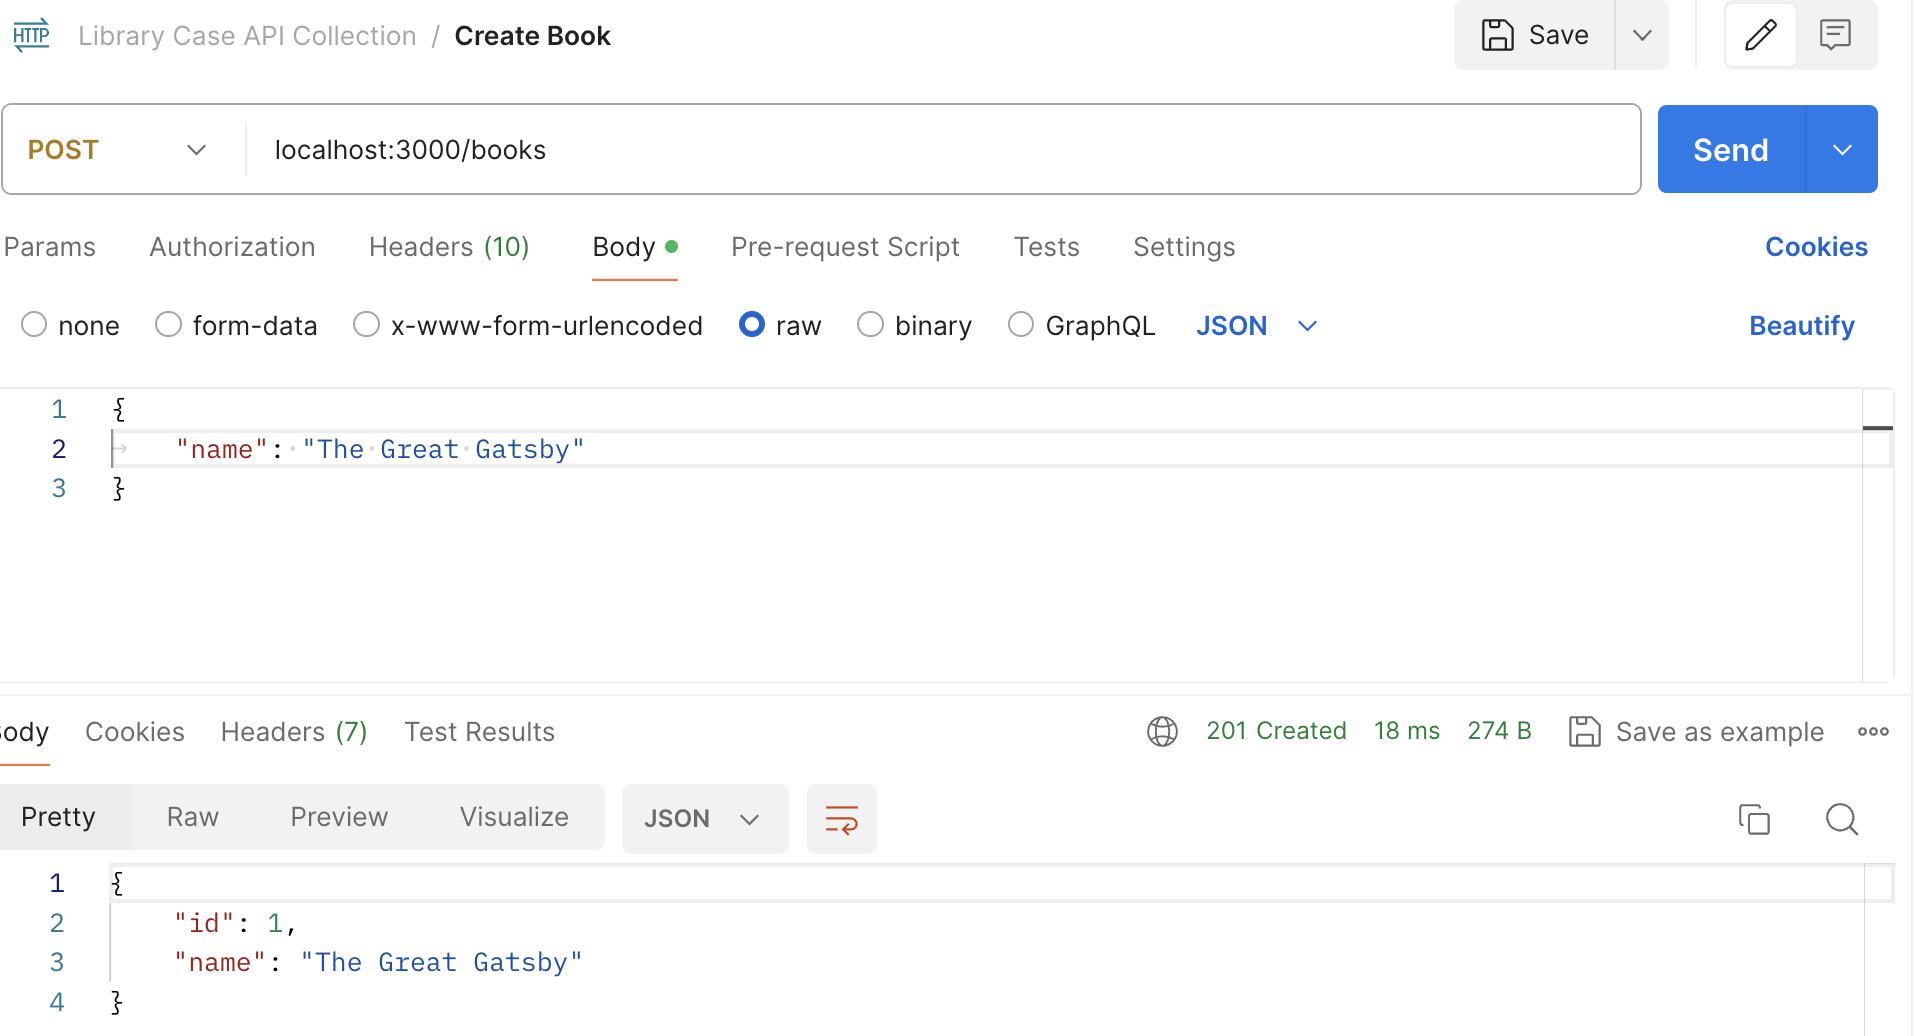 HTTP Library Case API Collection / Create Book Save
POST localhost:3000/books Send
Params Authorization Headers (10) Body Pre-request Script Tests Settings Cookies
none form-data x-www-form-urlencoded raw binary GraphQL JSON Beautify
1 {
2 "name": "The Great Gatsby"
3 }
Body Cookies Headers (7) Test Results 201 Created 18 ms 274 B Save as example
Pretty Raw Preview Visualize JSON
1 {
2 "id": 1,
3 "name": "The Great Gatsby"
4 }